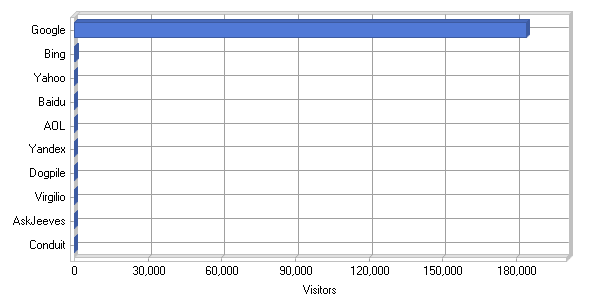 Google
Bing
Yahoo
Baidu
AOL
Yandex
Dogpile
Virgilio
AskJeeves
Conduit
0 30,000 60,000 90,000 120,000 150,000 180,000
Visitors